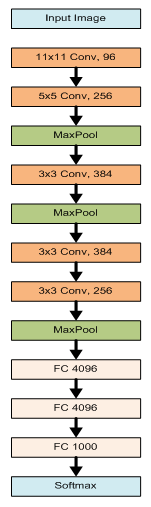 Input Image
11x11 Conv, 96
5x5 Conv, 256
MaxPool
3x3 Conv, 384
MaxPool
3x3 Conv, 384
3x3 Conv, 256
MaxPool
FC 4096
FC 4096
FC 1000
Softmax